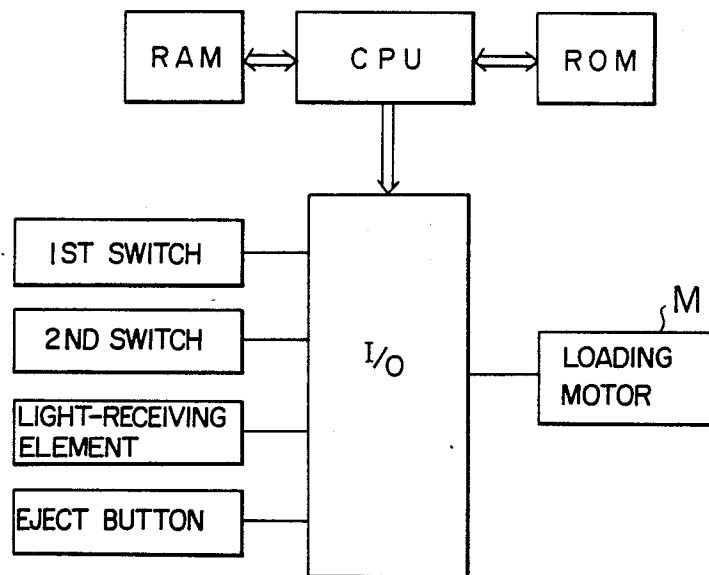 RAM
CPU
ROM
1ST SWITCH
2ND SWITCH
LIGHT-RECEIVING
ELEMENT
EJECT BUTTON
I/O
M
LOADING
MOTOR